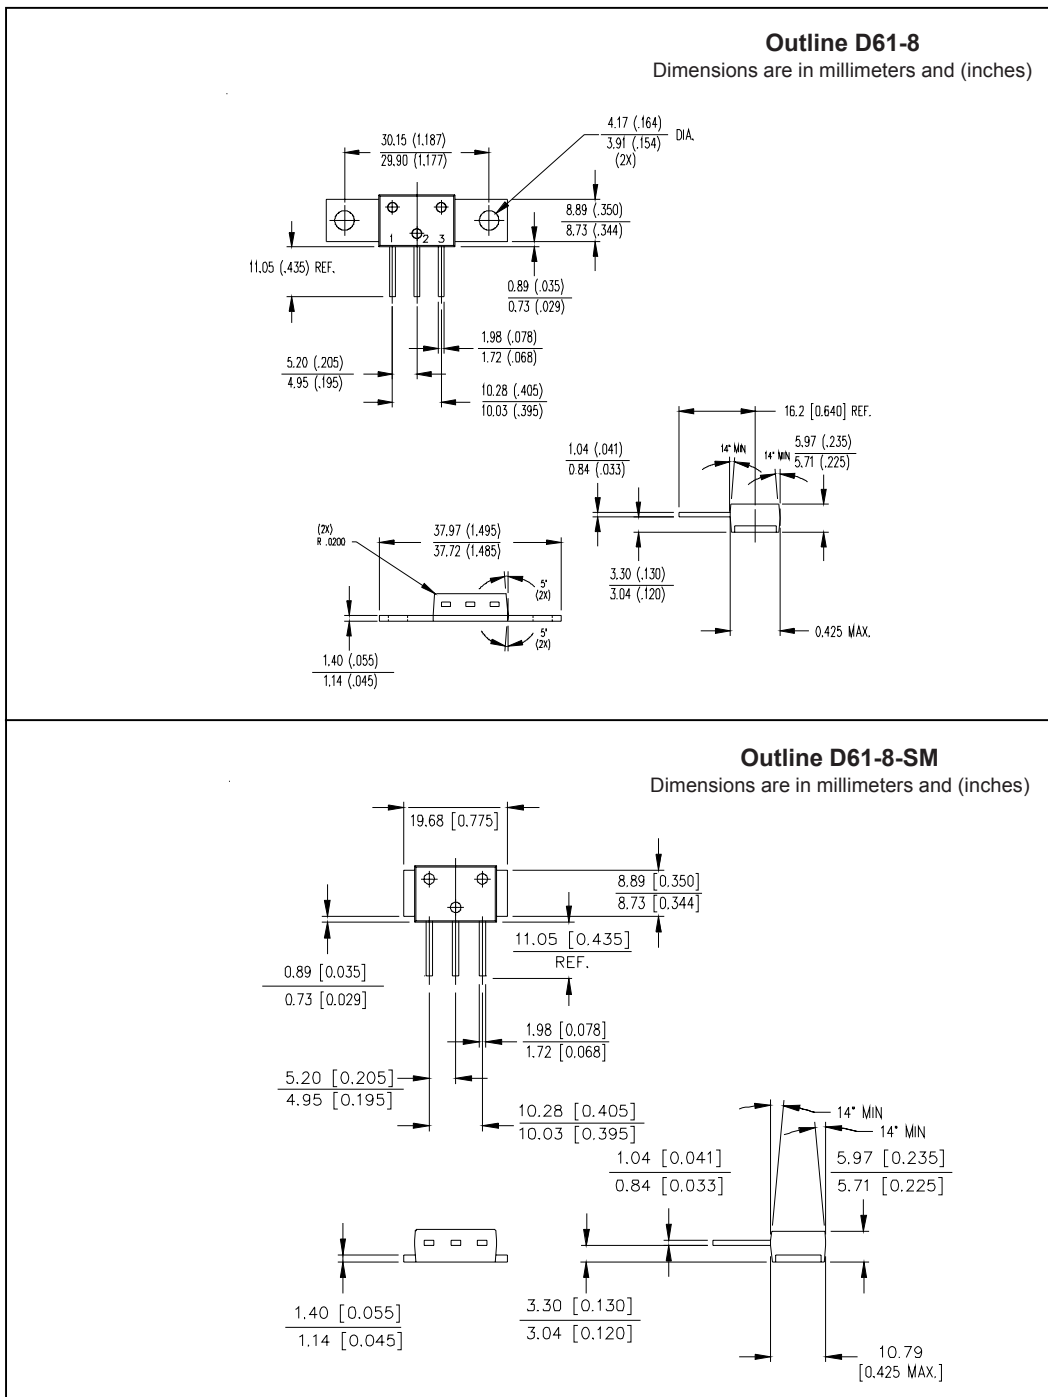 Outline D61-8
Dimensions are in millimeters and (inches)
4.17 (.164)
3.91 (.154)
DIA.
(2X)
30.15 (1.187)
29.90 (1.177)
8.89 (.350)
8.73 (.344)
1 2 3
11.05 (.435) REF.
0.89 (.035)
0.73 (.029)
1.98 (.078)
1.72 (.068)
5.20 (.205)
4.95 (.195)
10.28 (.405)
10.03 (.395)
16.2 [0.640] REF.
1.04 (.041)
0.84 (.033)
14° MIN
14° MIN
5.97 (.235)
5.71 (.225)
(2X)
R .0200
37.97 (1.495)
37.72 (1.485)
5°
(2X)
3.30 (.130)
3.04 (.120)
0.425 MAX.
5°
(2X)
1.40 (.055)
1.14 (.045)
Outline D61-8-SM
Dimensions are in millimeters and (inches)
19.68 [0.775]
8.89 [0.350]
8.73 [0.344]
11.05 [0.435]
REF.
0.89 [0.035]
0.73 [0.029]
1.98 [0.078]
1.72 [0.068]
5.20 [0.205]
4.95 [0.195]
10.28 [0.405]
10.03 [0.395]
14° MIN
14° MIN
1.04 [0.041]
0.84 [0.033]
5.97 [0.235]
5.71 [0.225]
1.40 [0.055]
1.14 [0.045]
3.30 [0.130]
3.04 [0.120]
10.79
[0.425 MAX.]